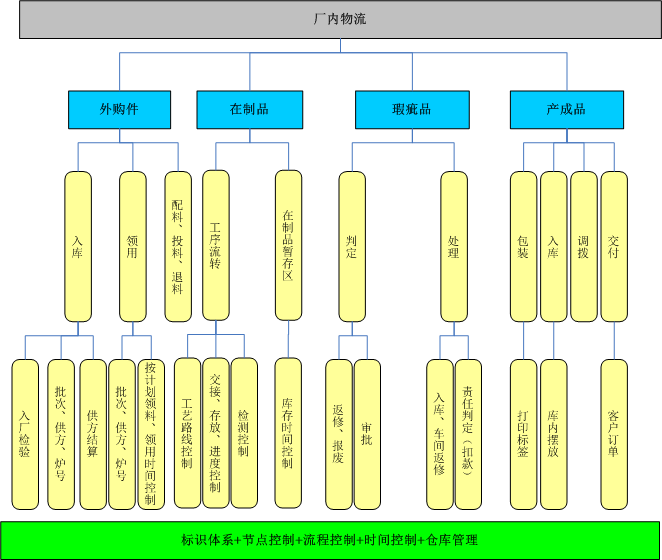 厂内物流
外购件
在制品
瑕疵品
产成品
入库
领用
配料、投料、退料
工序流转
在制品暂存区
判定
处理
包装
入库
调拨
交付
入厂检验
批次、供方、炉号
供方结算
批次、供方、炉号
按计划领料、领用时间控制
工艺路线控制
交接、存放、进度控制
检测控制
库存时间控制
返修、报废
审批
入库、车间返修
责任判定（扣款）
打印标签
库内摆放
客户订单
标识体系+节点控制+流程控制+时间控制+仓库管理